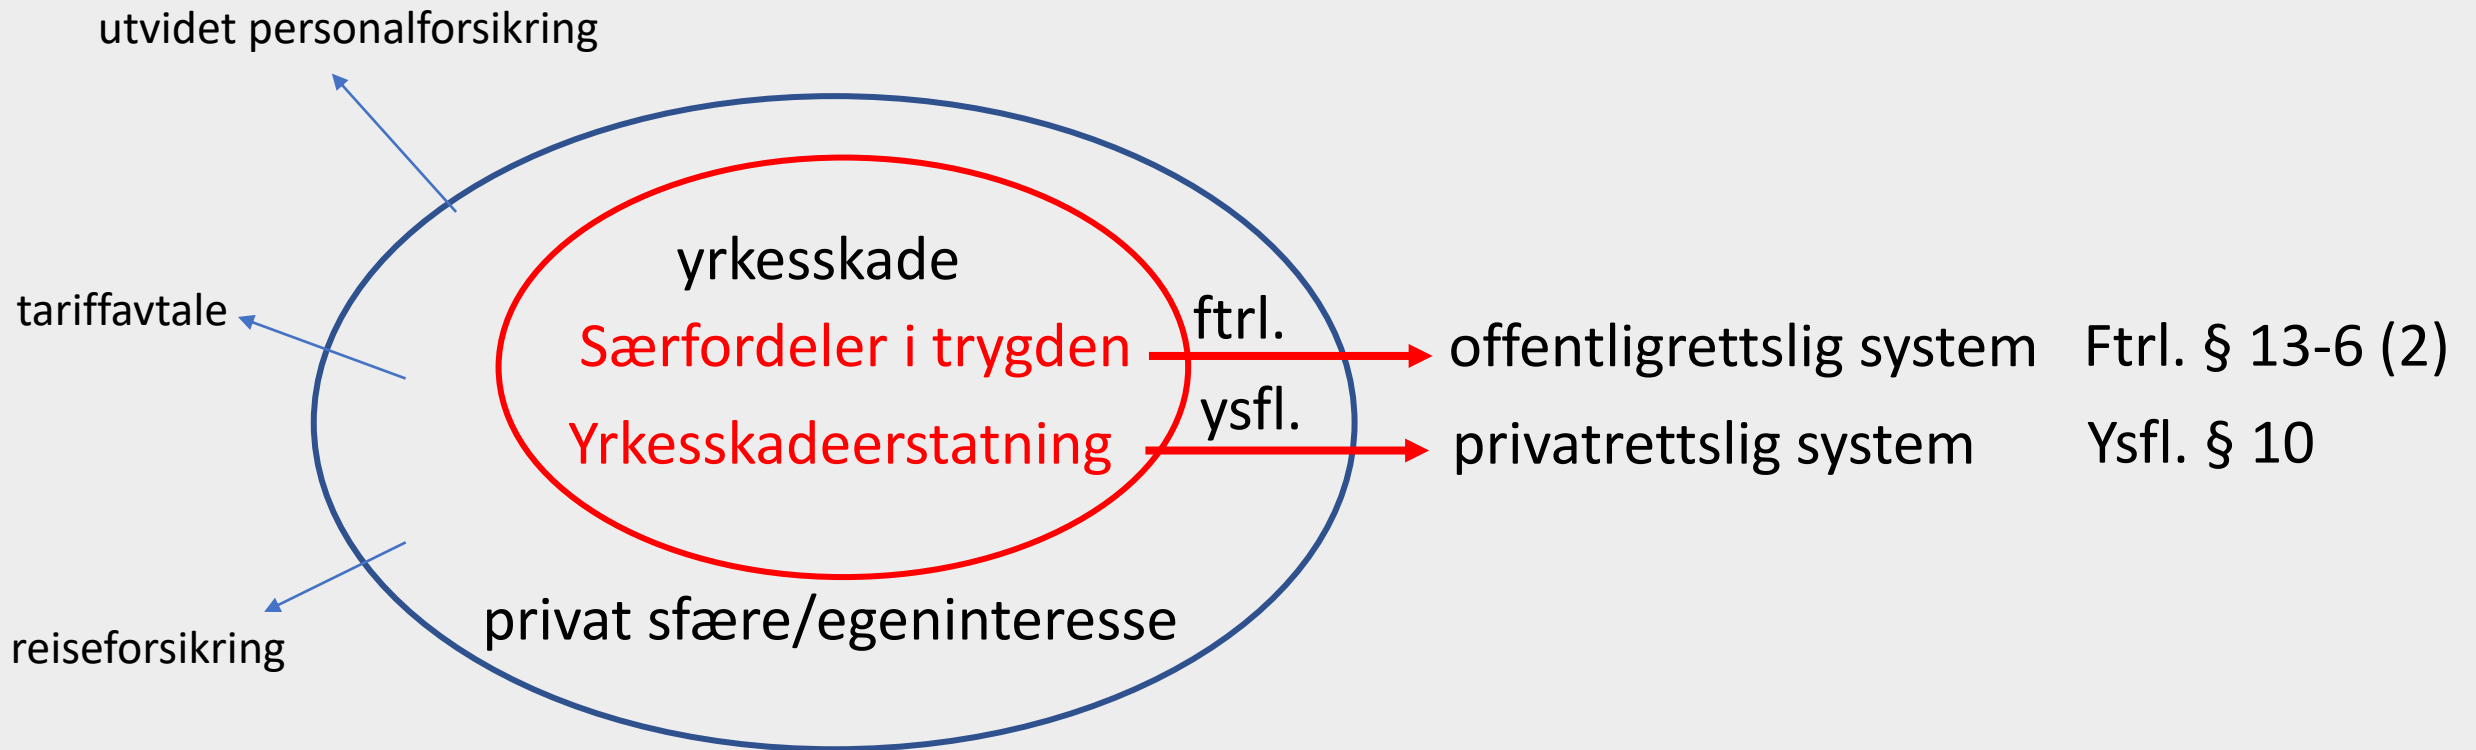 utvidet personalforsikring
yrkesskade
tariffavtale
ftrl.
Særfordeler i trygden
offentligrettslig system Ftrl. § 13-6 (2)
ysfl.
Yrkesskadeerstatning
privatrettslig system Ysfl. § 10
privat sfære/egeninteresse
reiseforsikring